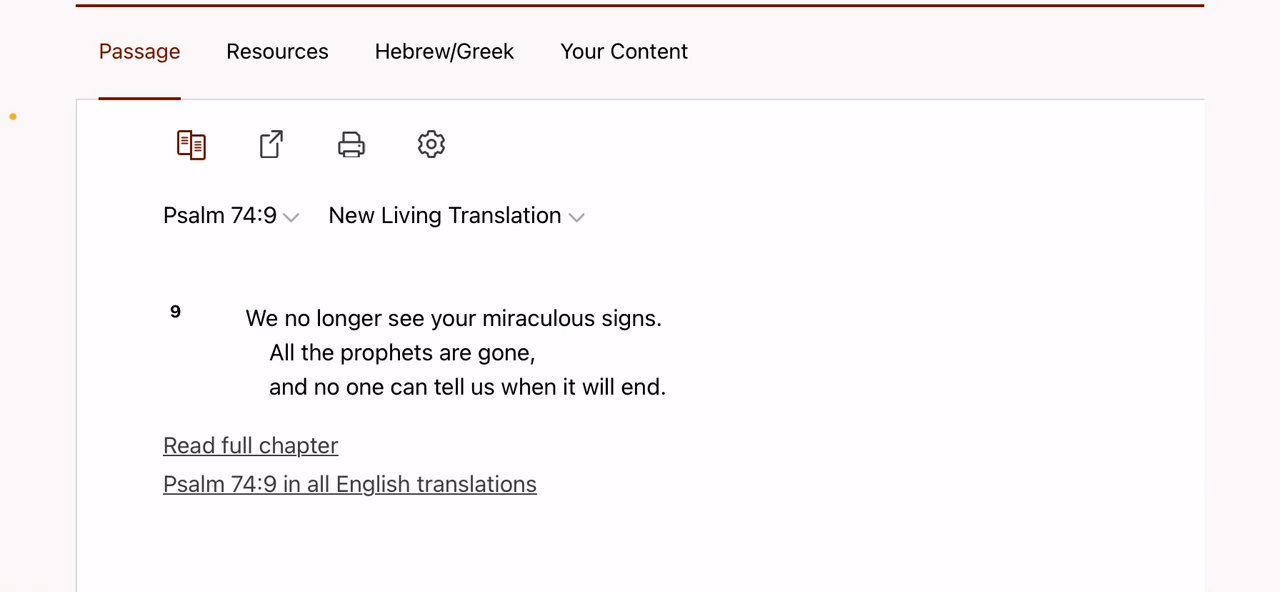 Passage Resources Hebrew/Greek Your Content
Psalm 74:9 New Living Translation
9 We no longer see your miraculous signs.
All the prophets are gone,
and no one can tell us when it will end.
Read full chapter
Psalm 74:9 in all English translations